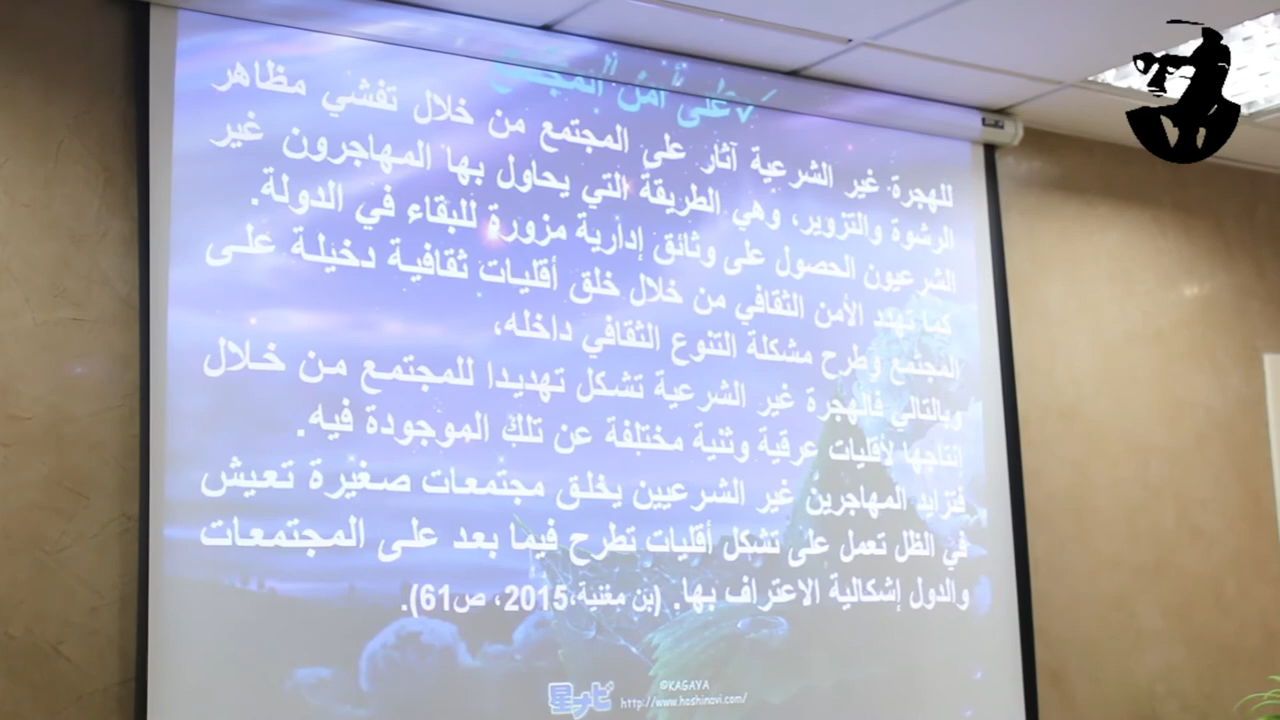 على أمن المجتمع
للهجرة غير الشرعية آثار على المجتمع من خلال تفشي مظاهر
الرشوة والتزوير، وهي الطريقة التي يحاول بها المهاجرون غير
الشرعيون الحصول على وثائق إدارية مزورة للبقاء في الدولة.
كما تهدد الأمن الثقافي من خلال خلق أقليات ثقافية دخيلة على
المجتمع وطرح مشكلة التنوع الثقافي داخله،
وبالتالي فالهجرة غير الشرعية تشكل تهديدا للمجتمع من خلال
إنتاجها لأقليات عرقية وثنية مختلفة عن تلك الموجودة فيه.
فتزايد المهاجرين غير الشرعيين يخلق مجتمعات صغيرة تعيش
في الظل تعمل على تشكل أقليات تطرح فيما بعد على المجتمعات
والدول إشكالية الاعتراف بها. (بن مغنية،2015، ص61).
星ナビ
©KAGAYA
http://www.hoshinavi.com/